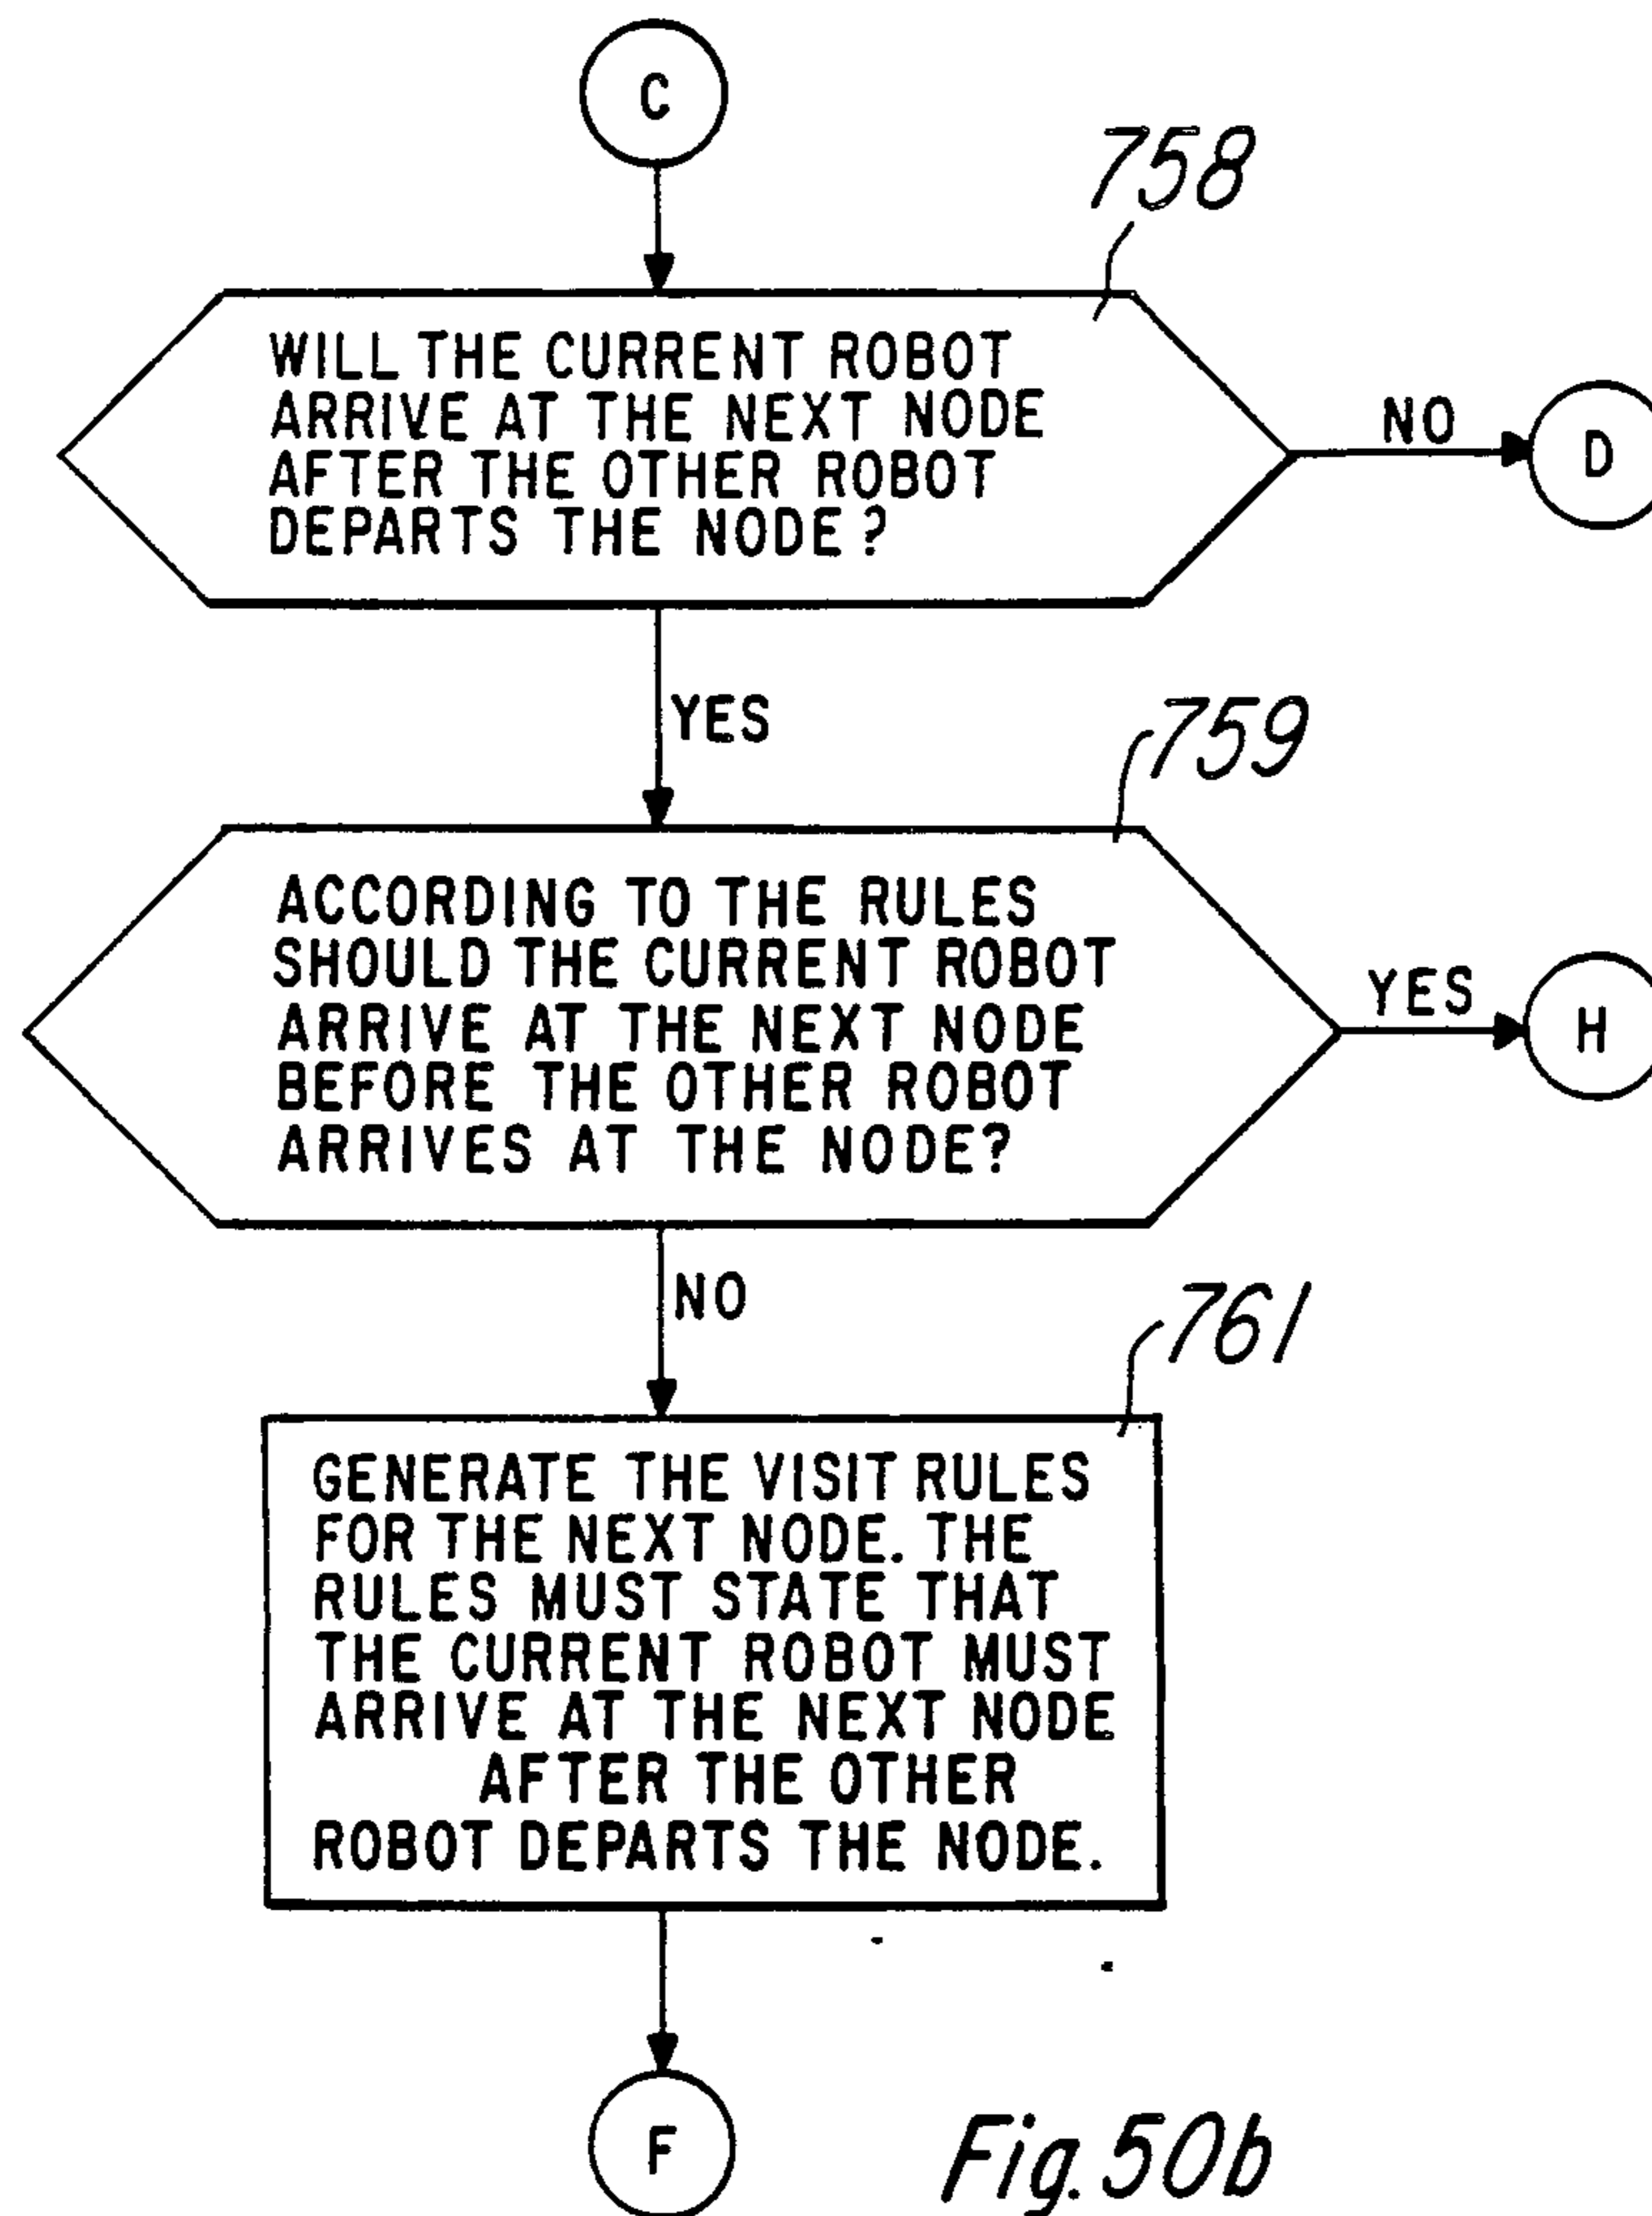 C
758
WILL THE CURRENT ROBOT
ARRIVE AT THE NEXT NODE
AFTER THE OTHER ROBOT
DEPARTS THE NODE?
NO
D
YES
759
ACCORDING TO THE RULES
SHOULD THE CURRENT ROBOT
ARRIVE AT THE NEXT NODE
BEFORE THE OTHER ROBOT
ARRIVES AT THE NODE?
YES
H
NO
761
GENERATE THE VISIT RULES
FOR THE NEXT NODE. THE
RULES MUST STATE THAT
THE CURRENT ROBOT MUST
ARRIVE AT THE NEXT NODE
AFTER THE OTHER
ROBOT DEPARTS THE NODE.
F
Fig. 50b